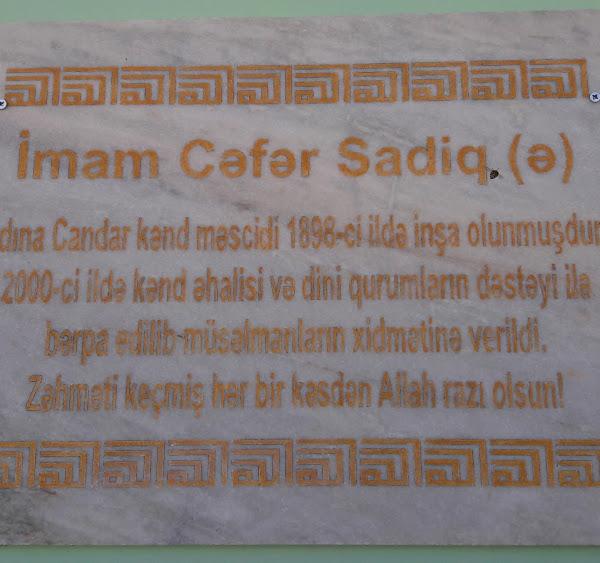 İmam Cəfər Sadiq (ə)
adına Candar kənd məscidi 1898-ci ildə inşa olunmuşdur
2000-ci ildə kənd əhalisi və dini qurumların dəstəyi ilə
bərpa edilib müsəlmanların xidmətinə verildi.
Zəhməti keçmiş hər bir kəsdən Allah razı olsun!